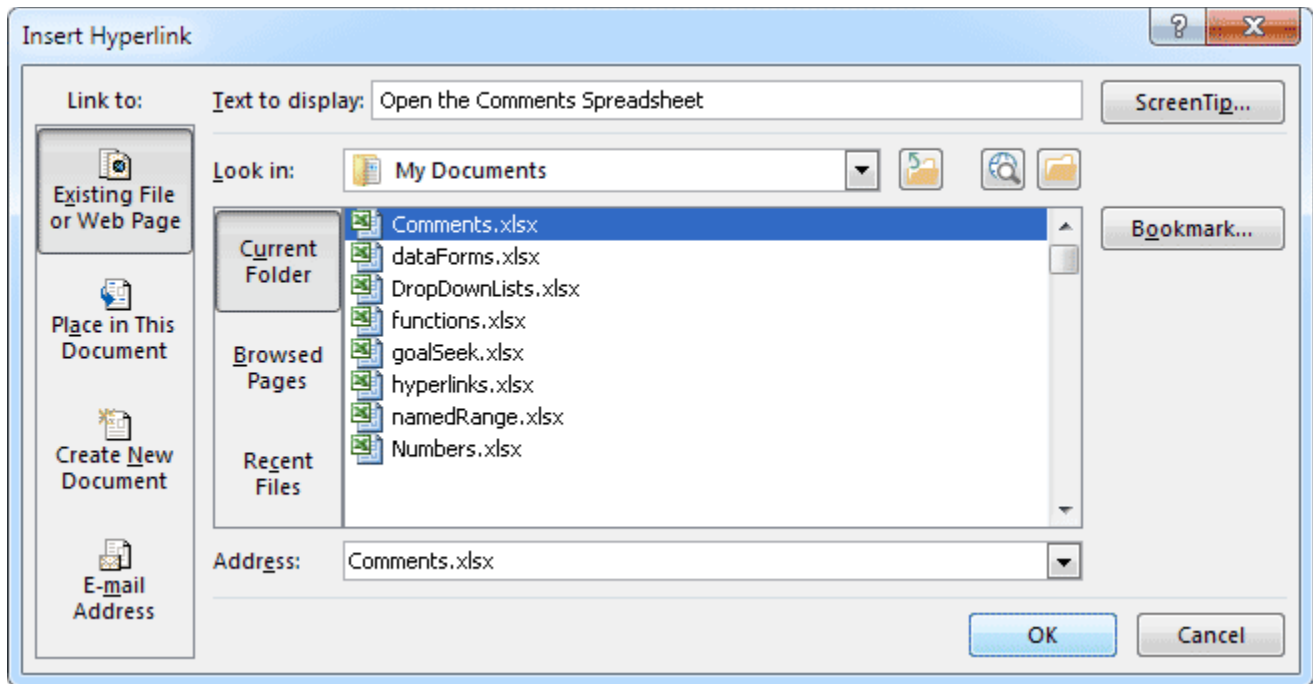 Insert Hyperlink
Link to:
Text to display: Open the Comments Spreadsheet
ScreenTip...
Existing File
or Web Page
Look in: My Documents
Current
Folder
Comments.xlsx
dataForms.xlsx
DropDownLists.xlsx
functions.xlsx
goalSeek.xlsx
hyperlinks.xlsx
namedRange.xlsx
Numbers.xlsx
Bookmark...
Place in This
Document
Browsed
Pages
Create New
Document
Recent
Files
E-mail
Address
Address: Comments.xlsx
OK
Cancel